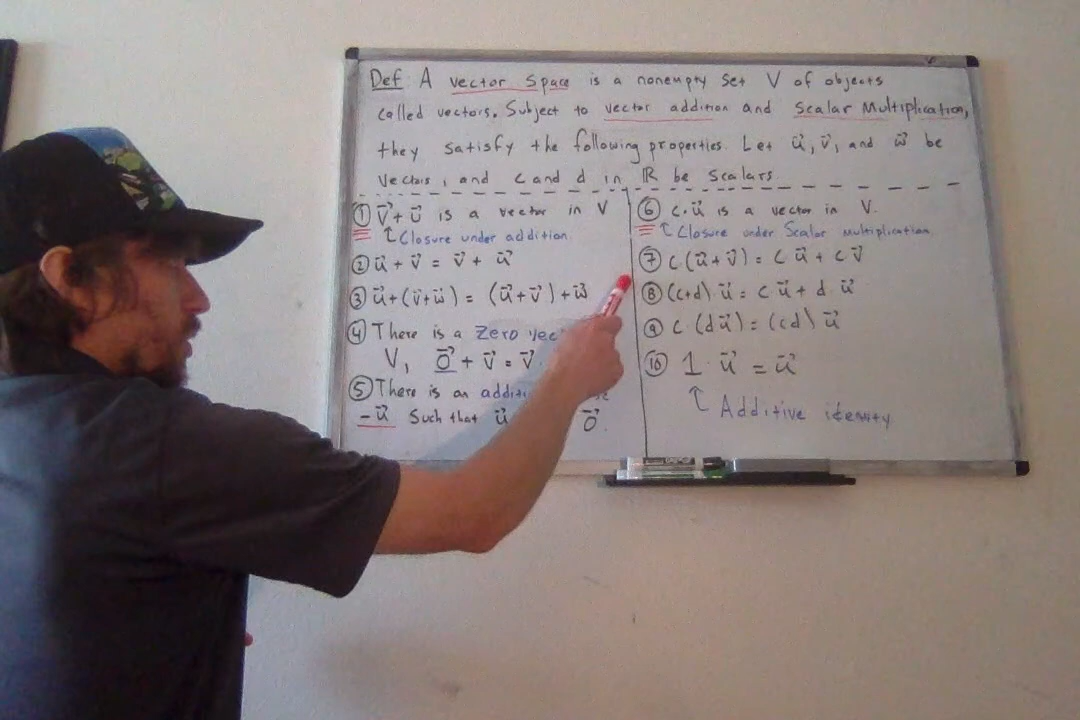 Def: A vector space is a nonempty set V of objects
called vectors. Subject to vector addition and Scalar Multiplication,
they satisfy the following properties. Let u⃗, v⃗, and w⃗ be
vectors, and c and d in ℝ be scalars
① v⃗ + u⃗ is a vector in V
Closure under addition.
② u⃗ + v⃗ = v⃗ + u⃗
③ u⃗ + (v⃗ + w⃗) = (u⃗ + v⃗) + w⃗
④ There is a Zero
V, 0⃗ + v⃗ = v⃗
⑤ There is an
-u⃗ Such that u⃗ 0⃗.
⑥ c · u⃗ is a vector in V.
Closure under Scalar Multiplication
⑦ c (u⃗ + v⃗) = c u⃗ + c v⃗
⑧ (c+d) · u⃗ = c u⃗ + d · u⃗
⑨ c · (d u⃗) = (cd) u⃗
⑩ 1 · u⃗ = u⃗
Additive identity